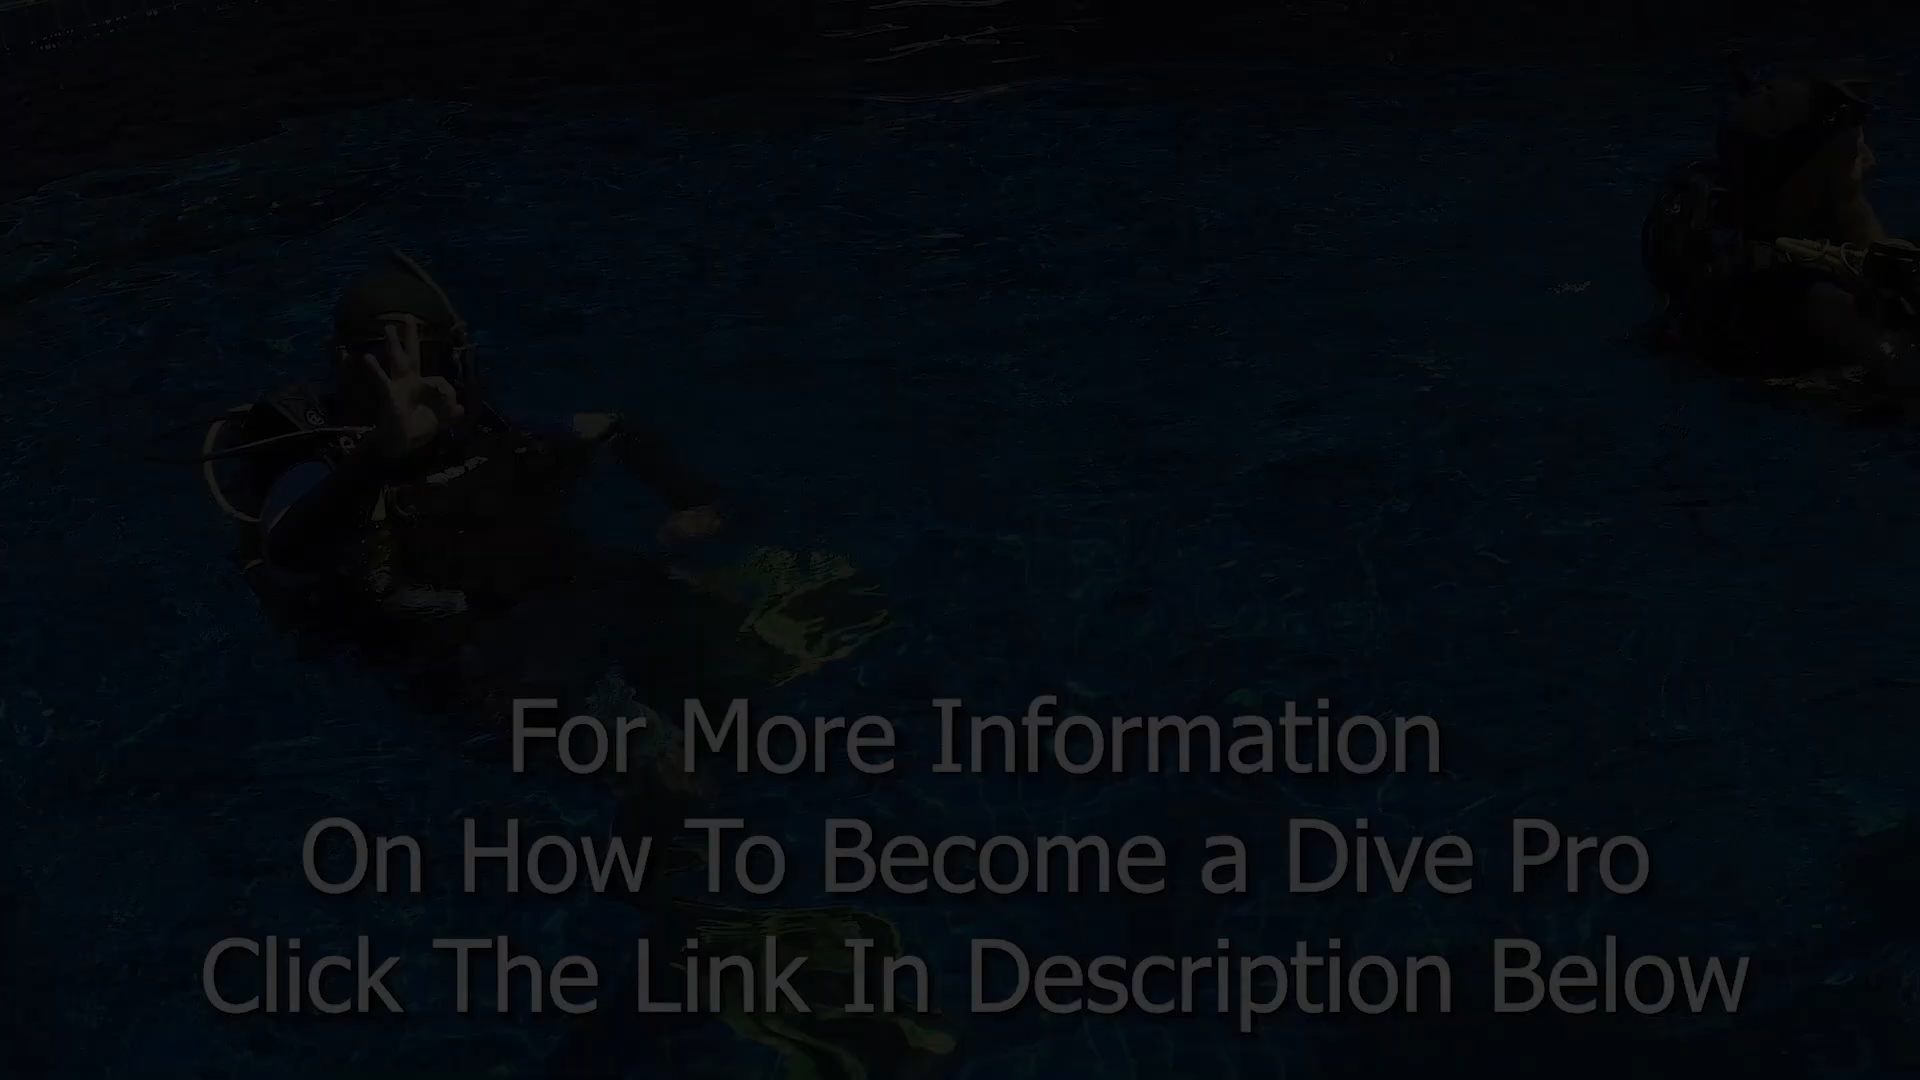 For More Information
On How To Become a Dive Pro
Click The Link In Description Below